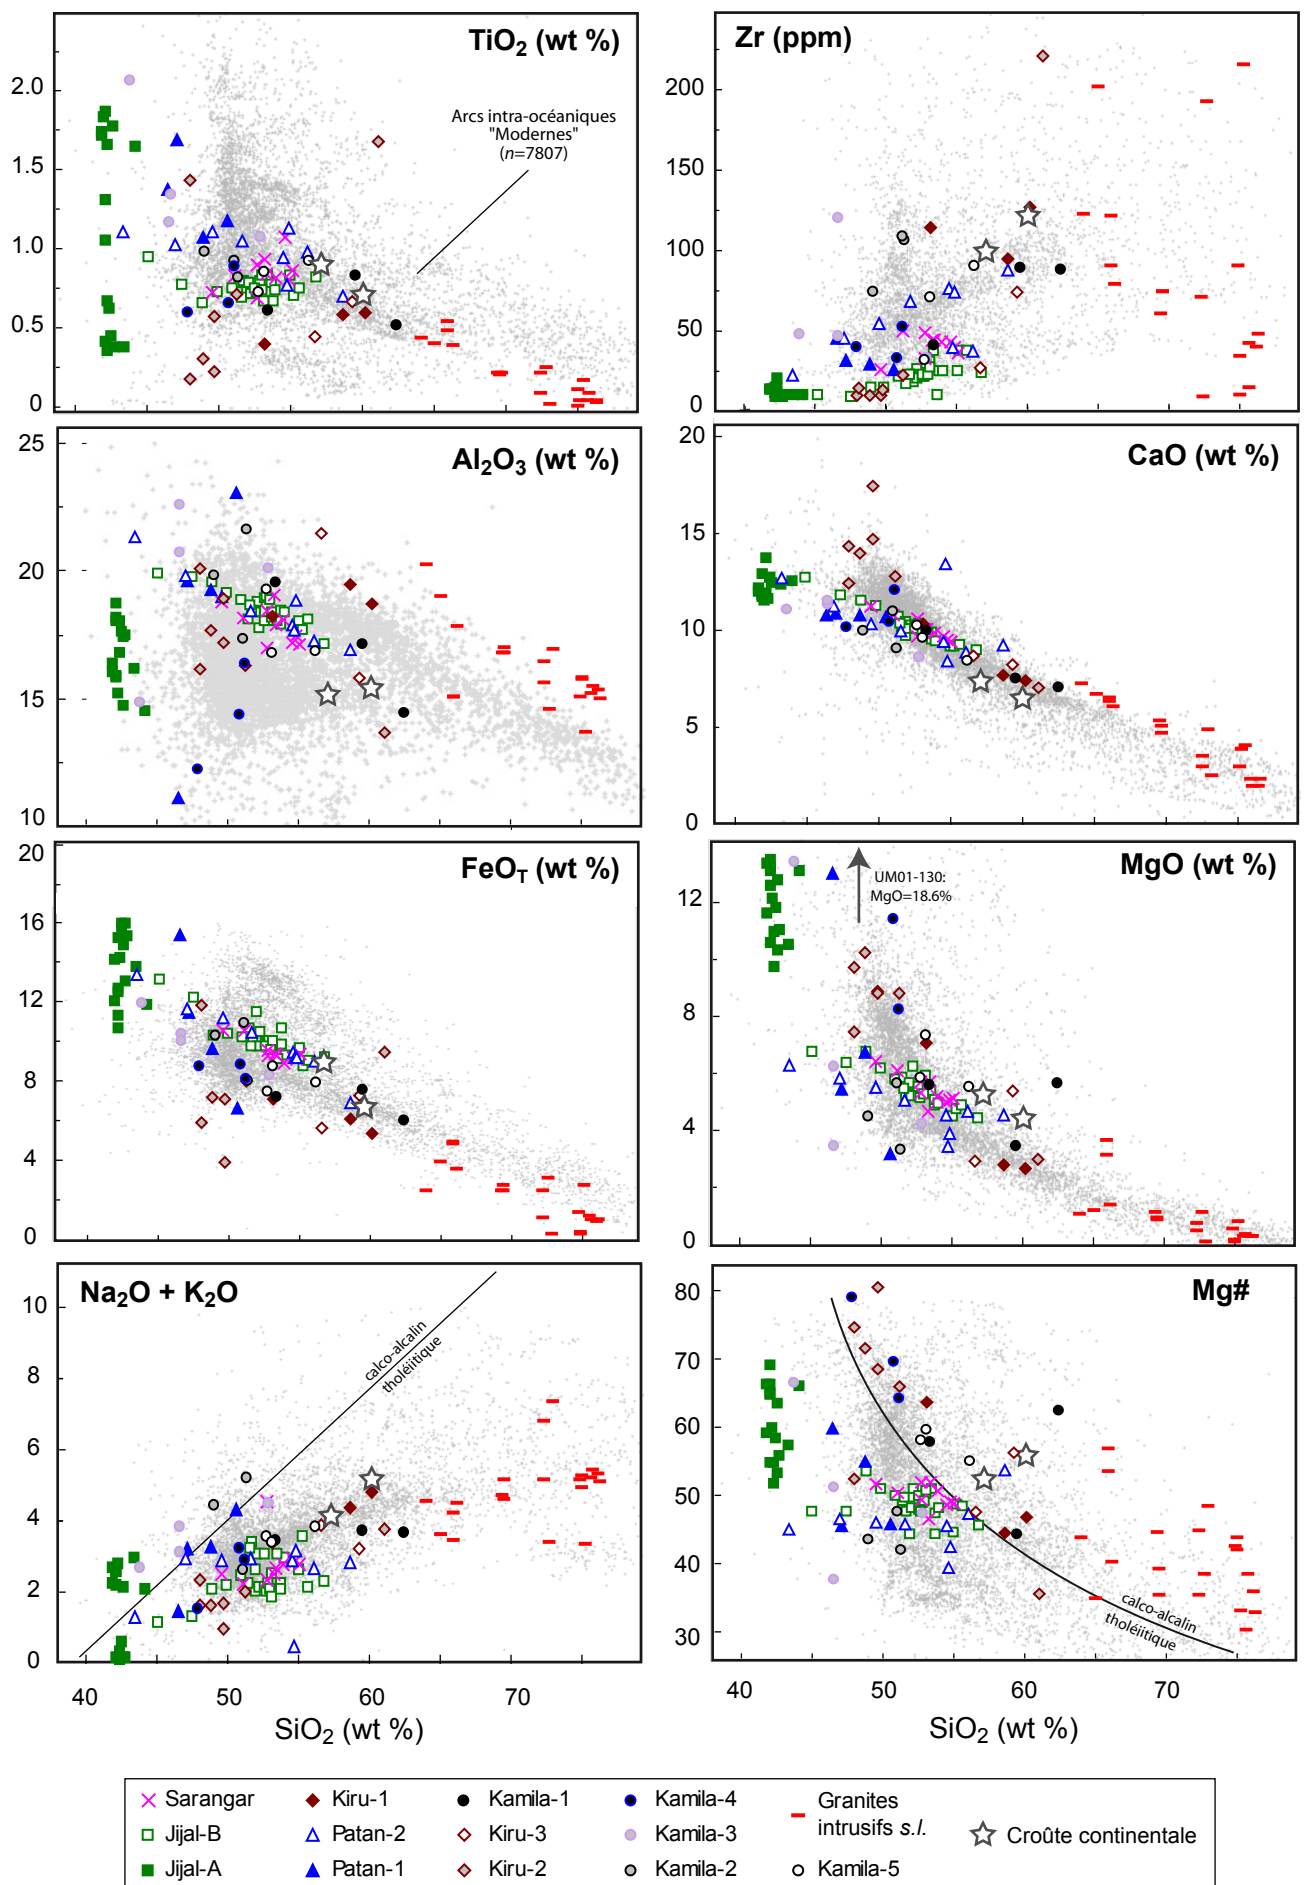 TiO2 (wt %)
2.0
1.5
1.0
0.5
0
Arcs intra-océaniques
"Modernes"
(n=7807)
Zr (ppm)
200
150
100
50
0
Al2O3 (wt %)
25
20
15
10
CaO (wt %)
20
15
10
5
0
FeOT (wt %)
20
16
12
8
4
0
MgO (wt %)
12
8
4
0
UM01-130:
MgO=18.6%
Na2O + K2O
10
8
6
4
2
0
calco-alcalin
tholéiitique
40
50
60
70
SiO2 (wt %)
Mg#
80
70
60
50
40
30
calco-alcalin
tholéiitique
40
50
60
70
SiO2 (wt %)
Sarangar
Kiru-1
Kamila-1
Kamila-4
Granites
intrusifs s.l.
Croûte continentale
Jijal-B
Patan-2
Kiru-3
Kamila-3
Jijal-A
Patan-1
Kiru-2
Kamila-2
Kamila-5